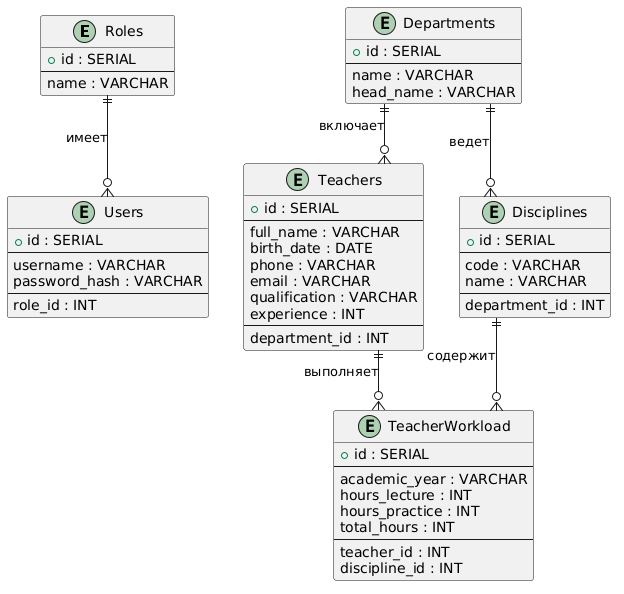 E Roles
id : SERIAL
name : VARCHAR
E Departments
id : SERIAL
name : VARCHAR
head_name : VARCHAR
имеет
включает
ведет
E Users
id : SERIAL
username : VARCHAR
password_hash : VARCHAR
role_id : INT
E Teachers
id : SERIAL
full_name : VARCHAR
birth_date : DATE
phone : VARCHAR
email : VARCHAR
qualification : VARCHAR
experience : INT
department_id : INT
E Disciplines
id : SERIAL
code : VARCHAR
name : VARCHAR
department_id : INT
выполняет
содержит
E TeacherWorkload
id : SERIAL
academic_year : VARCHAR
hours_lecture : INT
hours_practice : INT
total_hours : INT
teacher_id : INT
discipline_id : INT